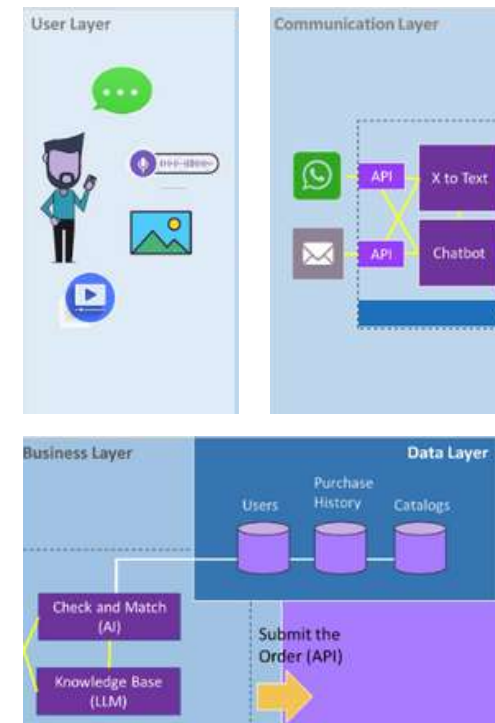 User Layer
Communication Layer
API
X to Text
API
Chatbot
Business Layer
Data Layer
Users
Purchase
History
Catalogs
Check and Match
(AI)
Knowledge Base
(LLM)
Submit the
Order (API)